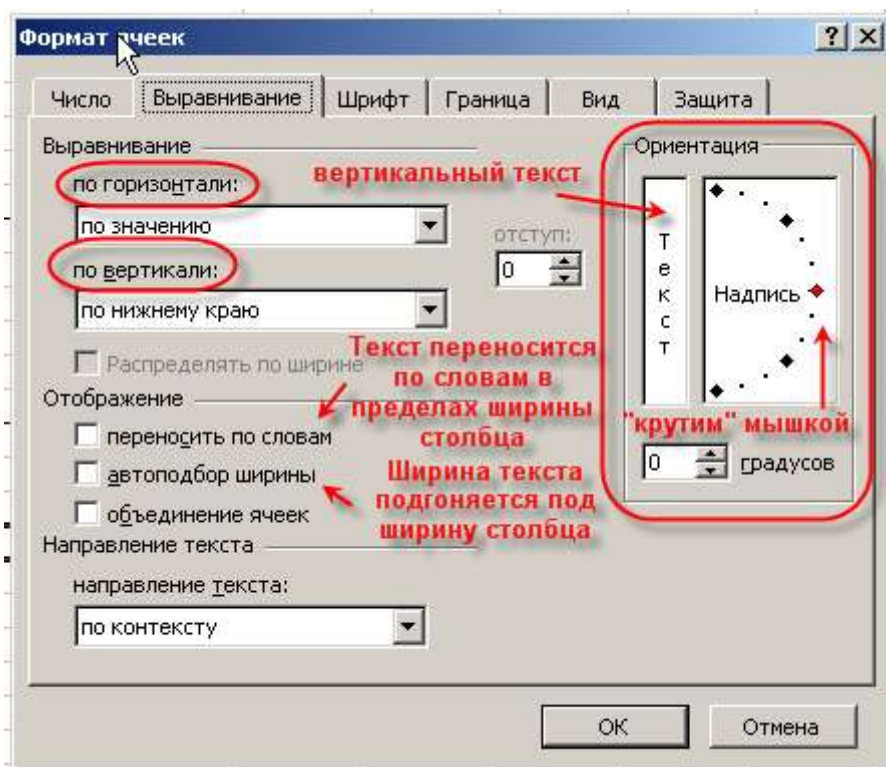 Формат ячеек
Число Выравнивание Шрифт Граница Вид Защита
Выравнивание
по горизонтали:
по значению
отступ:
0
по вертикали:
по нижнему краю
Распределять по ширине
Отображение
переносить по словам
автоподбор ширины
объединение ячеек
Направление текста
направление текста:
по контексту
Ориентация
вертикальный текст
Текст
Надпись
"крутим" мышкой
0 градусов
Текст переносится
по словам в
пределах ширины
столбца
Ширина текста
подгоняется под
ширину столбца
ОК Отмена